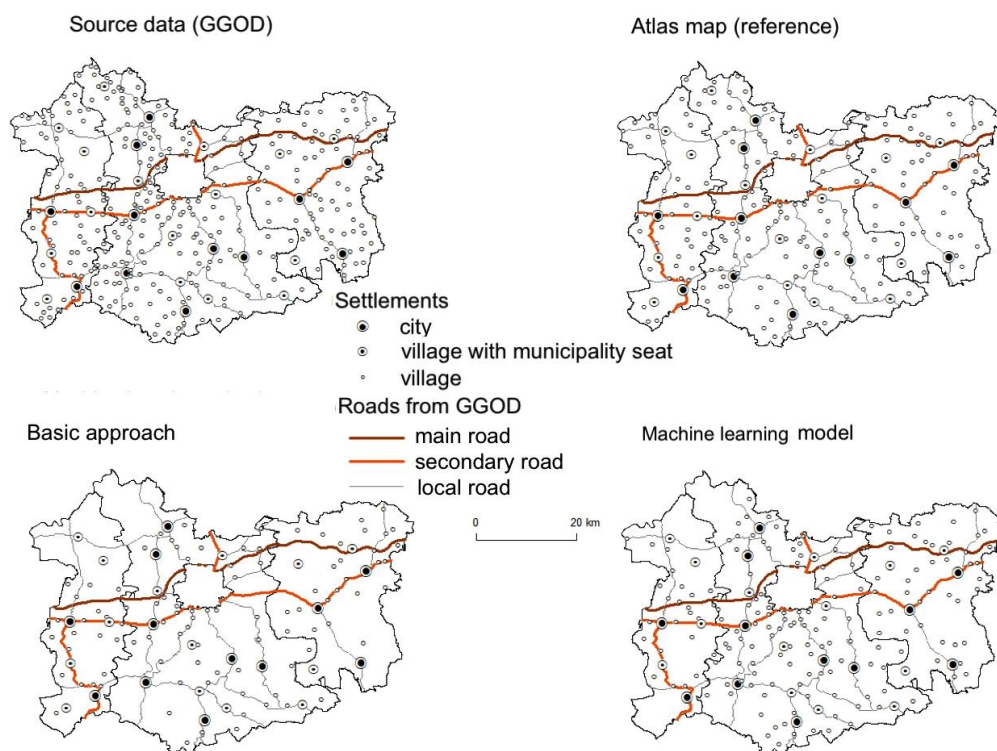 Source data (GGOD)
Atlas map (reference)
Settlements
city
village with municipality seat
village
Roads from GGOD
main road
secondary road
local road
Basic approach
Machine learning model
0 20 km